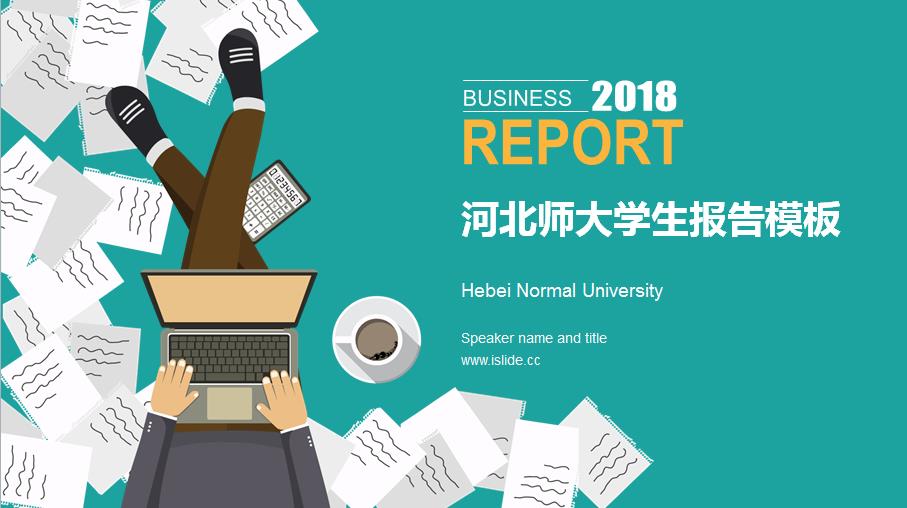 BUSINESS 2018
REPORT
河北师大学生报告模板
Hebei Normal University
Speaker name and title
www.islide.cc